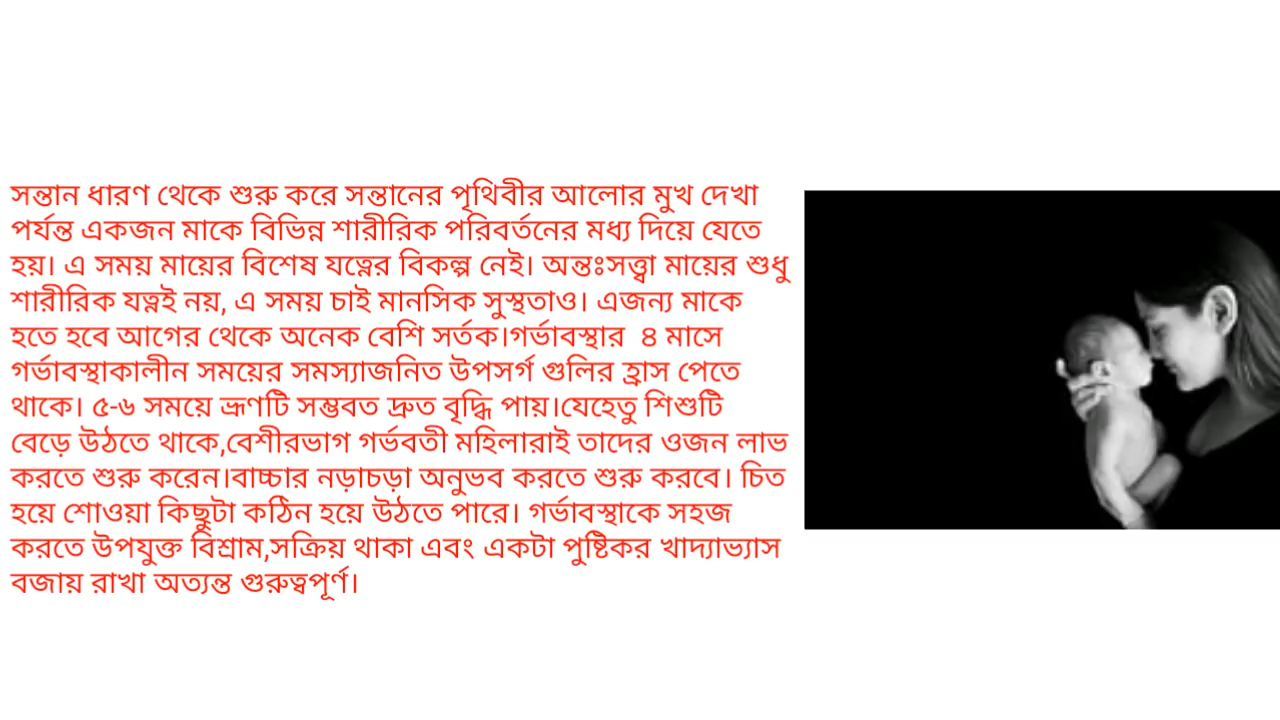 সন্তান ধারণ থেকে শুরু করে সন্তানের পৃথিবীর আলোর মুখ দেখা
পর্যন্ত একজন মাকে বিভিন্ন শারীরিক পরিবর্তনের মধ্য দিয়ে যেতে
হয়। এ সময় মায়ের বিশেষ যত্নের বিকল্প নেই। অন্তঃসত্ত্বা মায়ের শুধু
শারীরিক যত্নই নয়, এ সময় চাই মানসিক সুস্থতাও। এজন্য মাকে
হতে হবে আগের থেকে অনেক বেশি সর্তক।গর্ভাবস্থার  ৪ মাসে
গর্ভাবস্থাকালীন সময়ের সমস্যাজনিত উপসর্গ গুলির হ্রাস পেতে
থাকে। ৫-৬ সময়ে ভ্রূণটি সম্ভবত দ্রুত বৃদ্ধি পায়।যেহেতু শিশুটি
বেড়ে উঠতে থাকে,বেশীরভাগ গর্ভবতী মহিলারাই তাদের ওজন লাভ
করতে শুরু করেন।বাচ্চার নড়াচড়া অনুভব করতে শুরু করবে। চিত
হয়ে শোওয়া কিছুটা কঠিন হয়ে উঠতে পারে। গর্ভাবস্থাকে সহজ
করতে উপযুক্ত বিশ্রাম,সক্রিয় থাকা এবং একটা পুষ্টিকর খাদ্যাভ্যাস
বজায় রাখা অত্যন্ত গুরুত্বপূর্ণ।